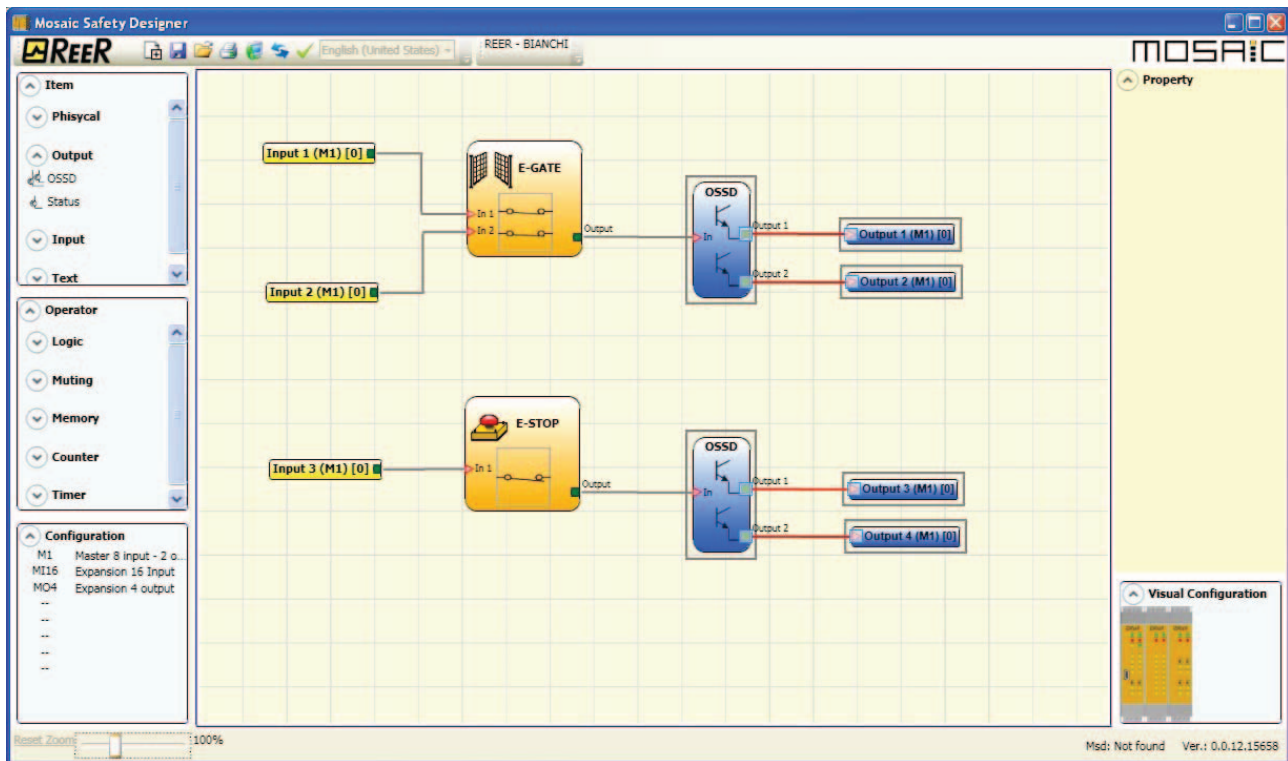 Mosaic Safety Designer
REER
English (United States)
REER - BIANCHI
MOSAIC
Item
Phisycal
Output
OSSD
Status
Input
Text
Operator
Logic
Muting
Memory
Counter
Timer
Configuration
M1 Master 8 input - 2 o...
MI16 Expansion 16 Input
MO4 Expansion 4 output
--
--
--
--
--
Reset Zoom
100%
Input 1 (M1) [0]
Input 2 (M1) [0]
E-GATE
In 1
In 2
Output
OSSD
In
Output 1
Output 2
Output 1 (M1) [0]
Output 2 (M1) [0]
Input 3 (M1) [0]
E-STOP
In 1
Output
OSSD
In
Output 1
Output 2
Output 3 (M1) [0]
Output 4 (M1) [0]
Property
Visual Configuration
Msd: Not found Ver.: 0.0.12.15658